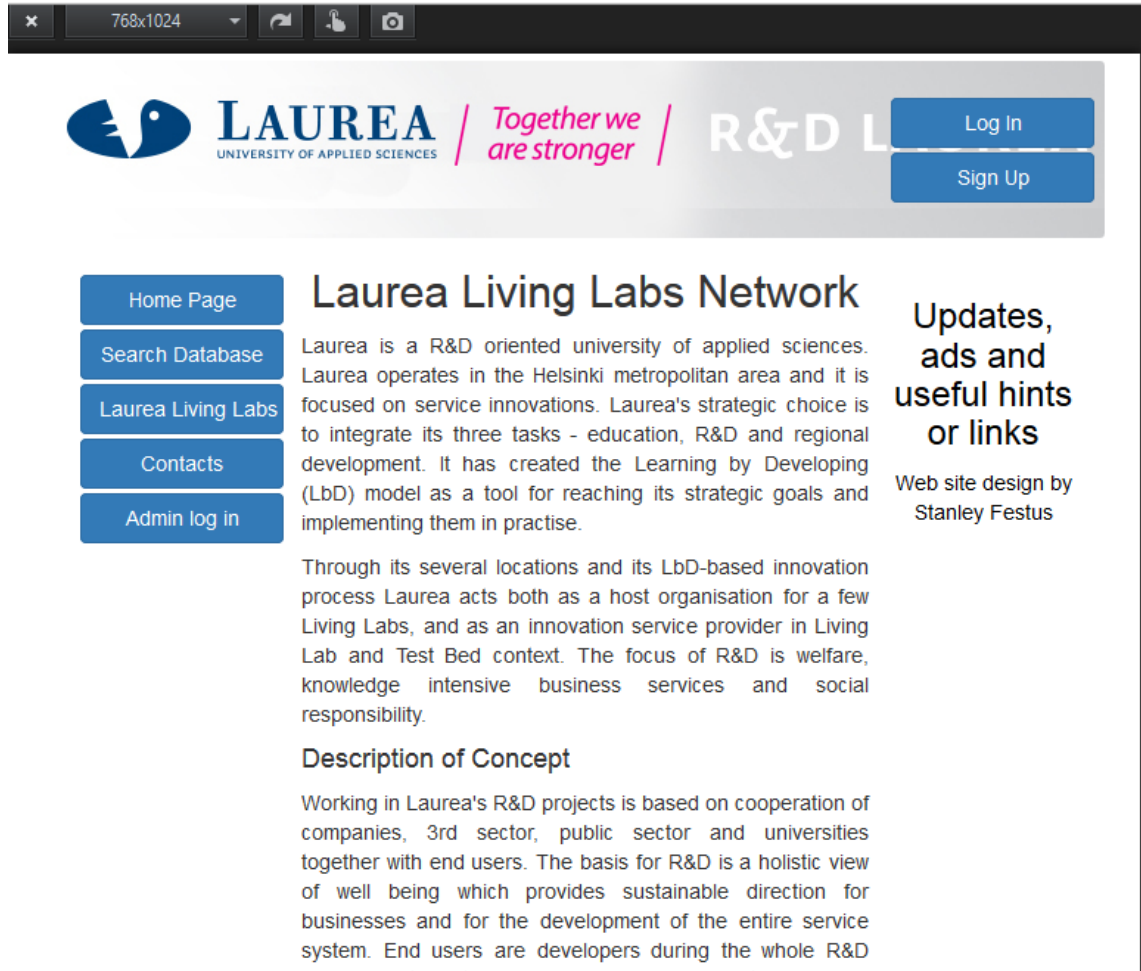 768x1024
LAUREA
UNIVERSITY OF APPLIED SCIENCES
Together we
are stronger
R&D L
Log In
Sign Up
Home Page
Search Database
Laurea Living Labs
Contacts
Admin log in
Laurea Living Labs Network
Laurea is a R&D oriented university of applied sciences.
Laurea operates in the Helsinki metropolitan area and it is
focused on service innovations. Laurea's strategic choice is
to integrate its three tasks - education, R&D and regional
development. It has created the Learning by Developing
(LbD) model as a tool for reaching its strategic goals and
implementing them in practise.
Through its several locations and its LbD-based innovation
process Laurea acts both as a host organisation for a few
Living Labs, and as an innovation service provider in Living
Lab and Test Bed context. The focus of R&D is welfare,
knowledge intensive business services and social
responsibility.
Description of Concept
Working in Laurea's R&D projects is based on cooperation of
companies, 3rd sector, public sector and universities
together with end users. The basis for R&D is a holistic view
of well being which provides sustainable direction for
businesses and for the development of the entire service
system. End users are developers during the whole R&D
Updates,
ads and
useful hints
or links
Web site design by
Stanley Festus